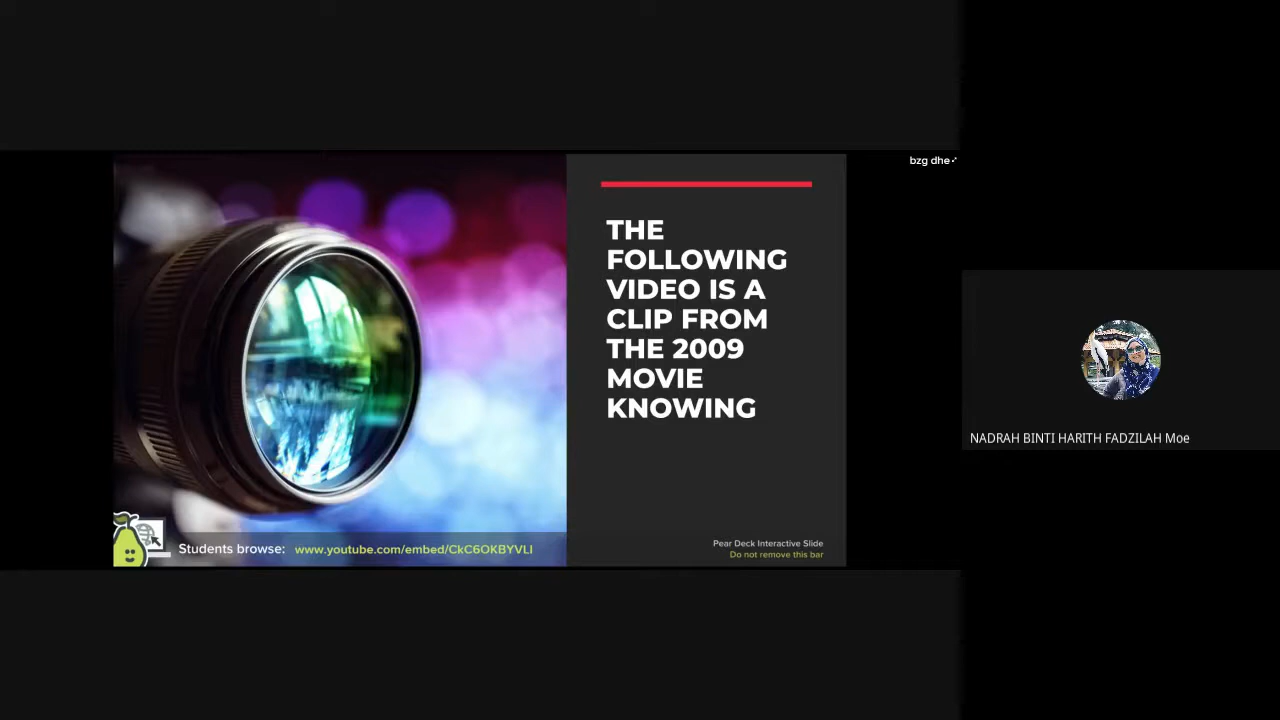 bzg dhe
THE
FOLLOWING
VIDEO IS A
CLIP FROM
THE 2009
MOVIE
KNOWING
Students browse: www.youtube.com/embed/CkC6OKBYVLI
Pear Deck Interactive Slide
Do not remove this bar
NADRAH BINTI HARITH FADZILAH Moe